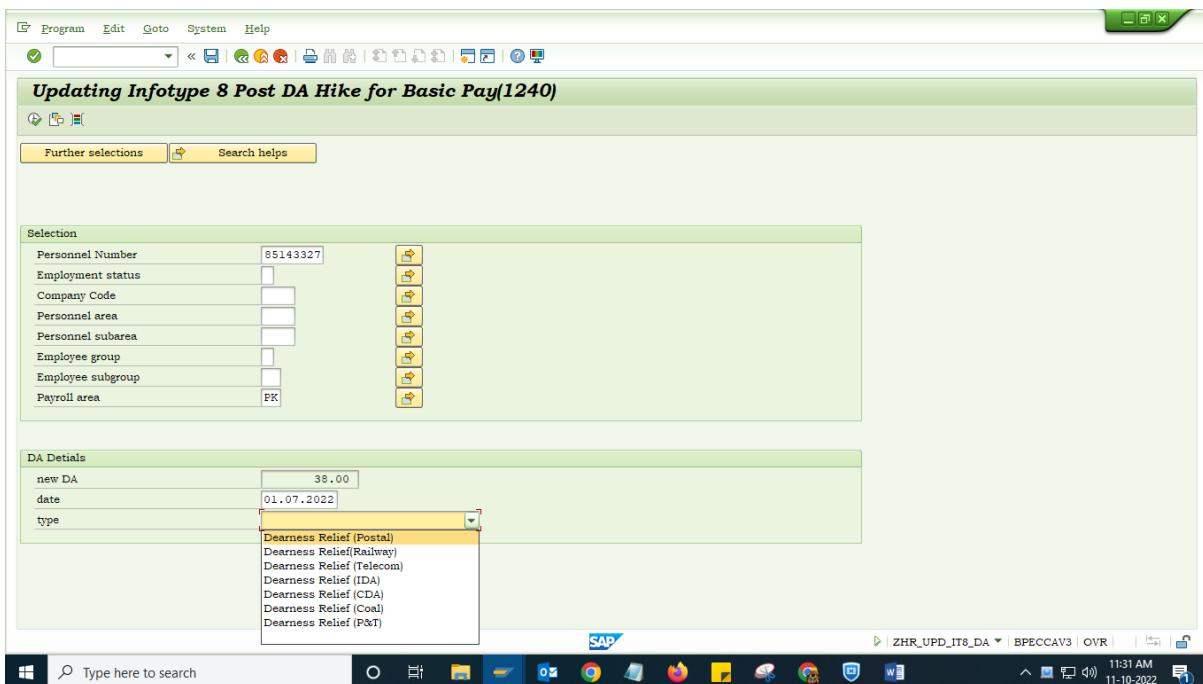 Program Edit Goto System Help
Updating Infotype 8 Post DA Hike for Basic Pay(1240)
Further selections Search helps
Selection
Personnel Number 85143327
Employment status
Company Code
Personnel area
Personnel subarea
Employee group
Employee subgroup
Payroll area PK
DA Detials
new DA 38.00
date 01.07.2022
type
Dearness Relief (Postal)
Dearness Relief(Railway)
Dearness Relief (Telecom)
Dearness Relief (IDA)
Dearness Relief (CDA)
Dearness Relief (Coal)
Dearness Relief (P&T)
SAP ZHR_UPD_IT8_DA BPECCAV3 OVR
Type here to search 11:31 AM
11-10-2022